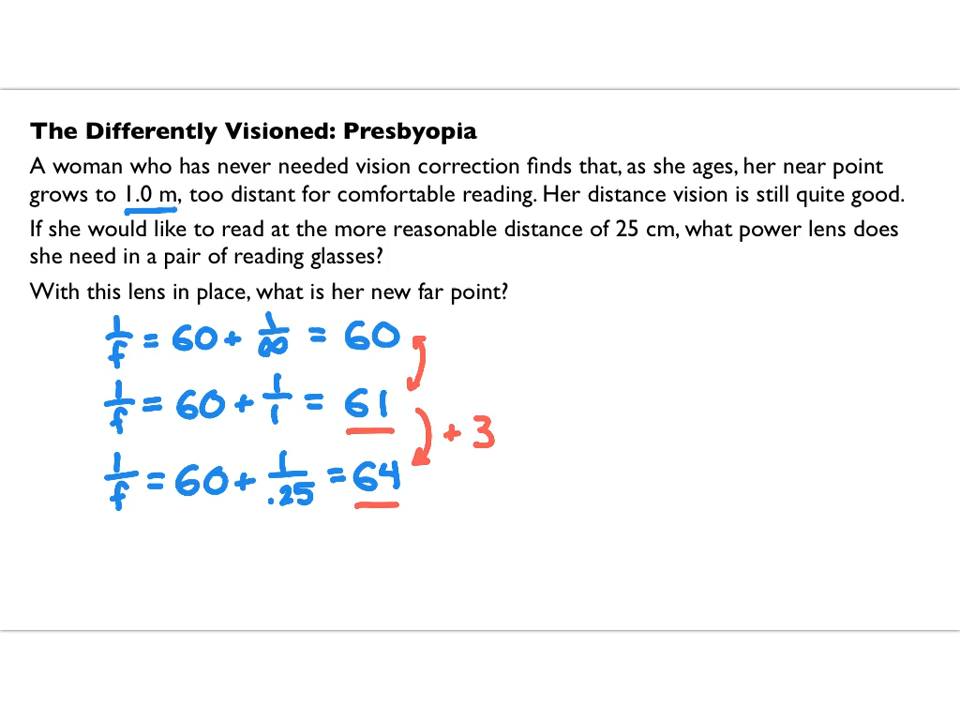 The Differently Visioned: Presbyopia
A woman who has never needed vision correction finds that, as she ages, her near point
grows to 1.0 m, too distant for comfortable reading. Her distance vision is still quite good.
If she would like to read at the more reasonable distance of 25 cm, what power lens does
she need in a pair of reading glasses?
With this lens in place, what is her new far point?
1/f = 60 + 1/∞ = 60
1/f = 60 + 1/1 = 61
+ 3
1/f = 60 + 1/.25 = 64